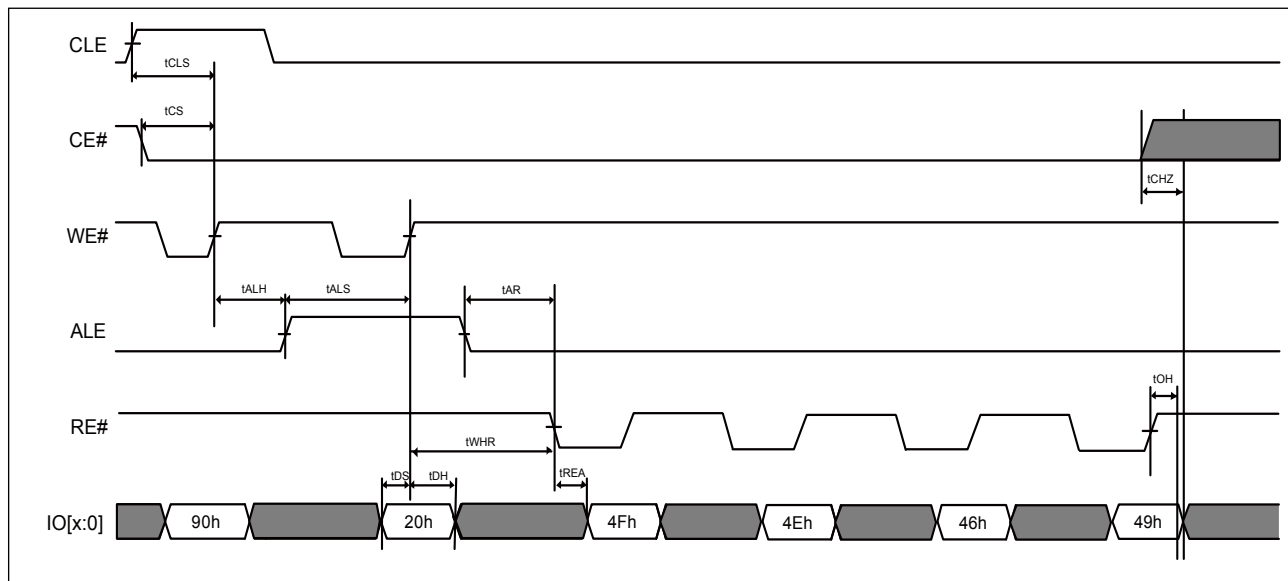 CLE
tCLS
tCS
CE#
tCHZ
WE#
tALH
tALS
tAR
ALE
tOH
RE#
tWHR
tDS
tDH
tREA
IO[x:0]
90h
20h
4Fh
4Eh
46h
49h